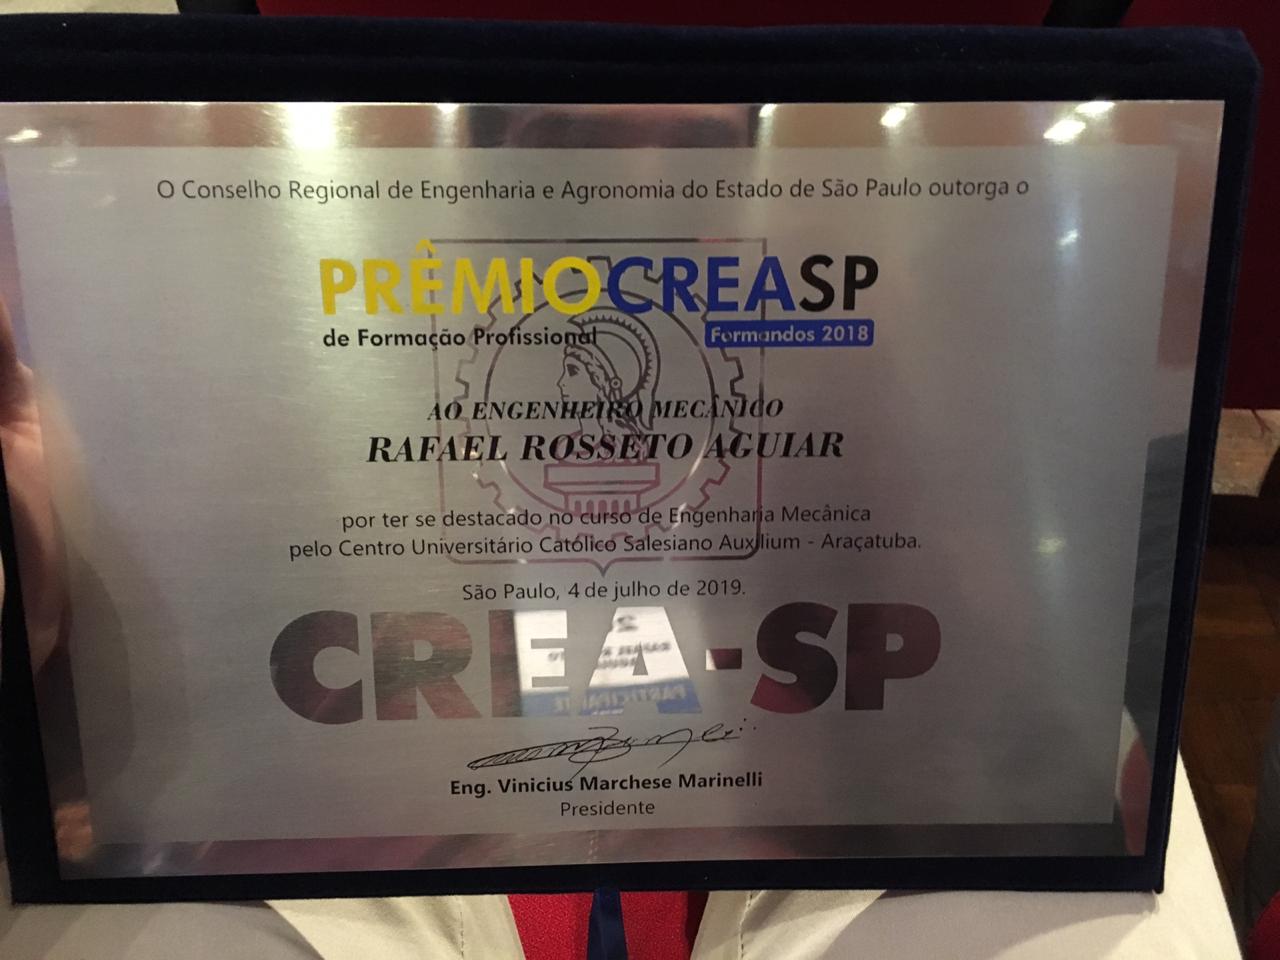 O Conselho Regional de Engenharia e Agronomia do Estado de São Paulo outorga o
PRÊMIOCREASP
de Formação Profissional Formandos 2018
AO ENGENHEIRO MECÂNICO
RAFAEL ROSSETO AGUIAR
por ter se destacado no curso de Engenharia Mecânica
pelo Centro Universitário Católico Salesiano Auxilium - Araçatuba.
São Paulo, 4 de julho de 2019.
CREA-SP
Eng. Vinicius Marchese Marinelli
Presidente